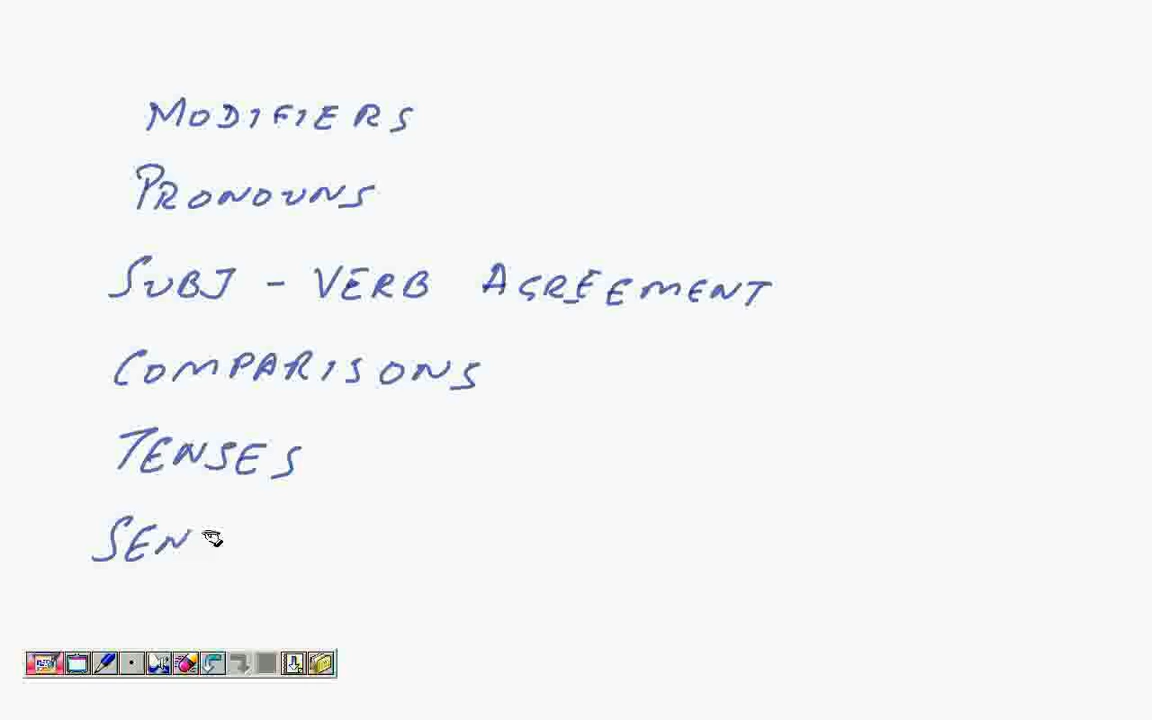 MODIFIERS
PRONOUNS
SUBJ - VERB AGREEMENT
COMPARISONS
TENSES
SEN